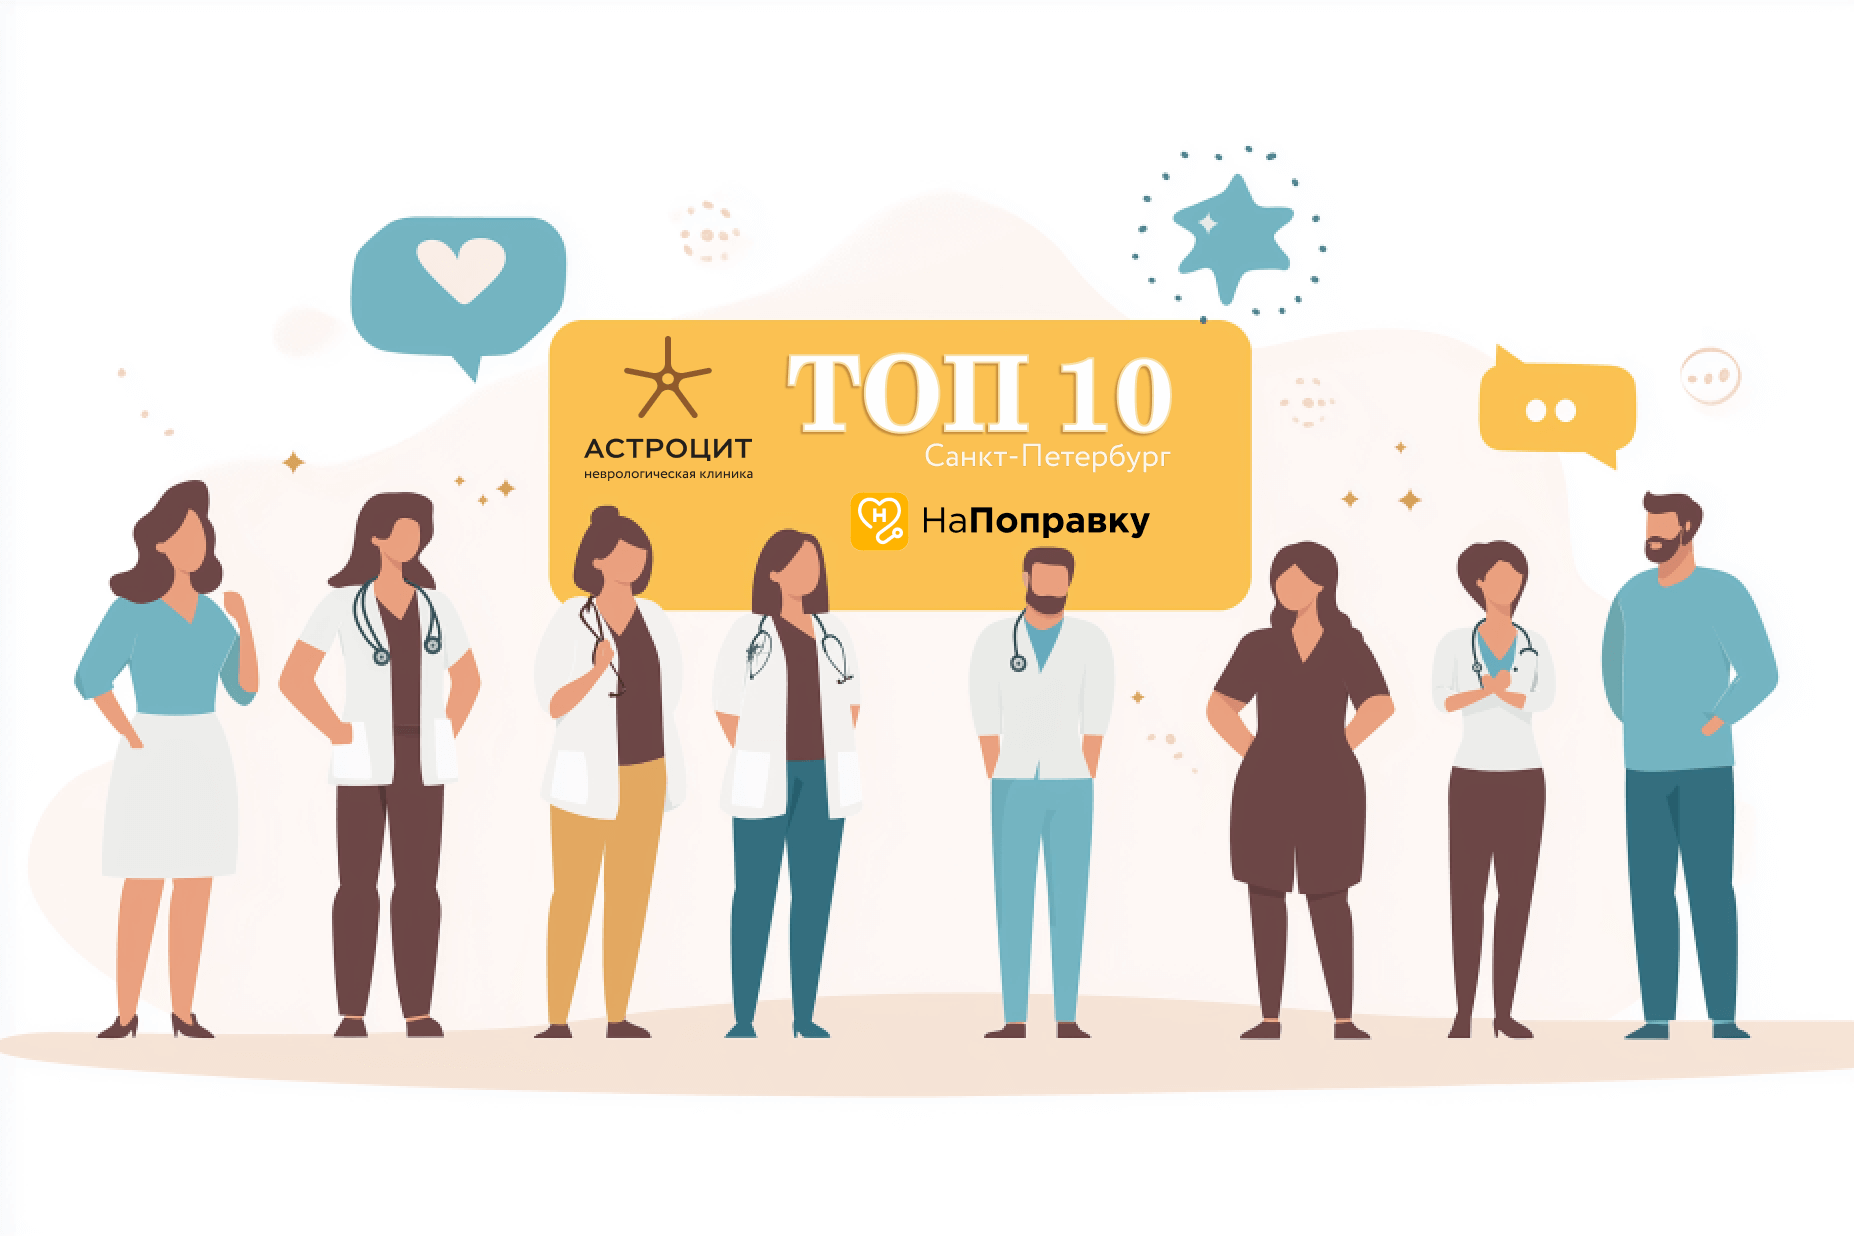 АСТРОЦИТ
неврологическая клиника
ТОП 10
Санкт-Петербург
Н
НаПоправку